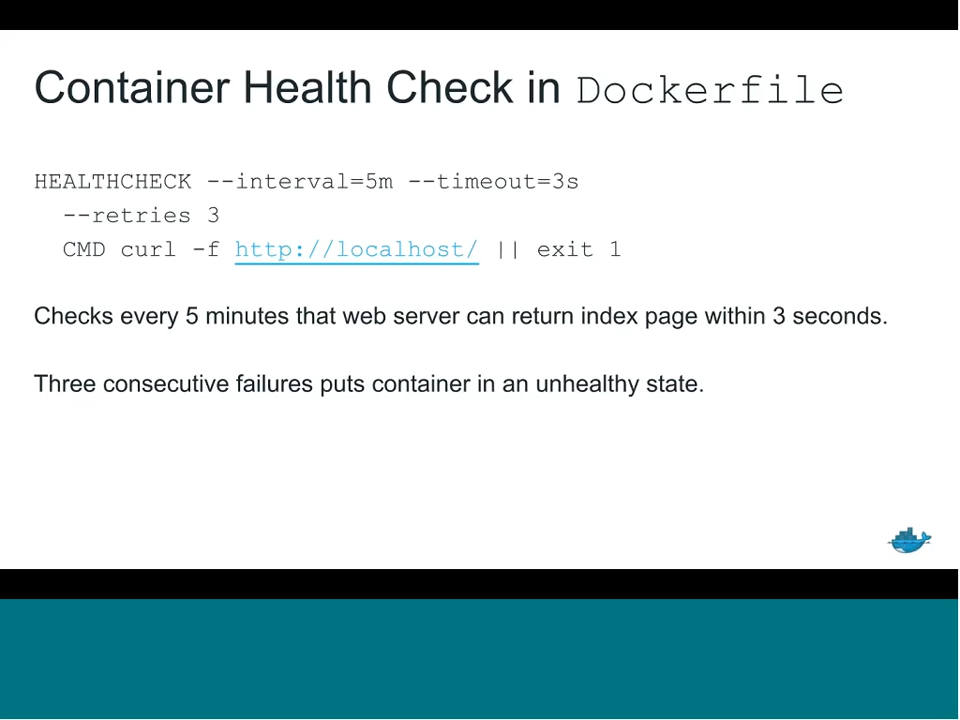 Container Health Check in Dockerfile
HEALTHCHECK --interval=5m --timeout=3s
--retries 3
CMD curl -f http://localhost/ || exit 1
Checks every 5 minutes that web server can return index page within 3 seconds.
Three consecutive failures puts container in an unhealthy state.